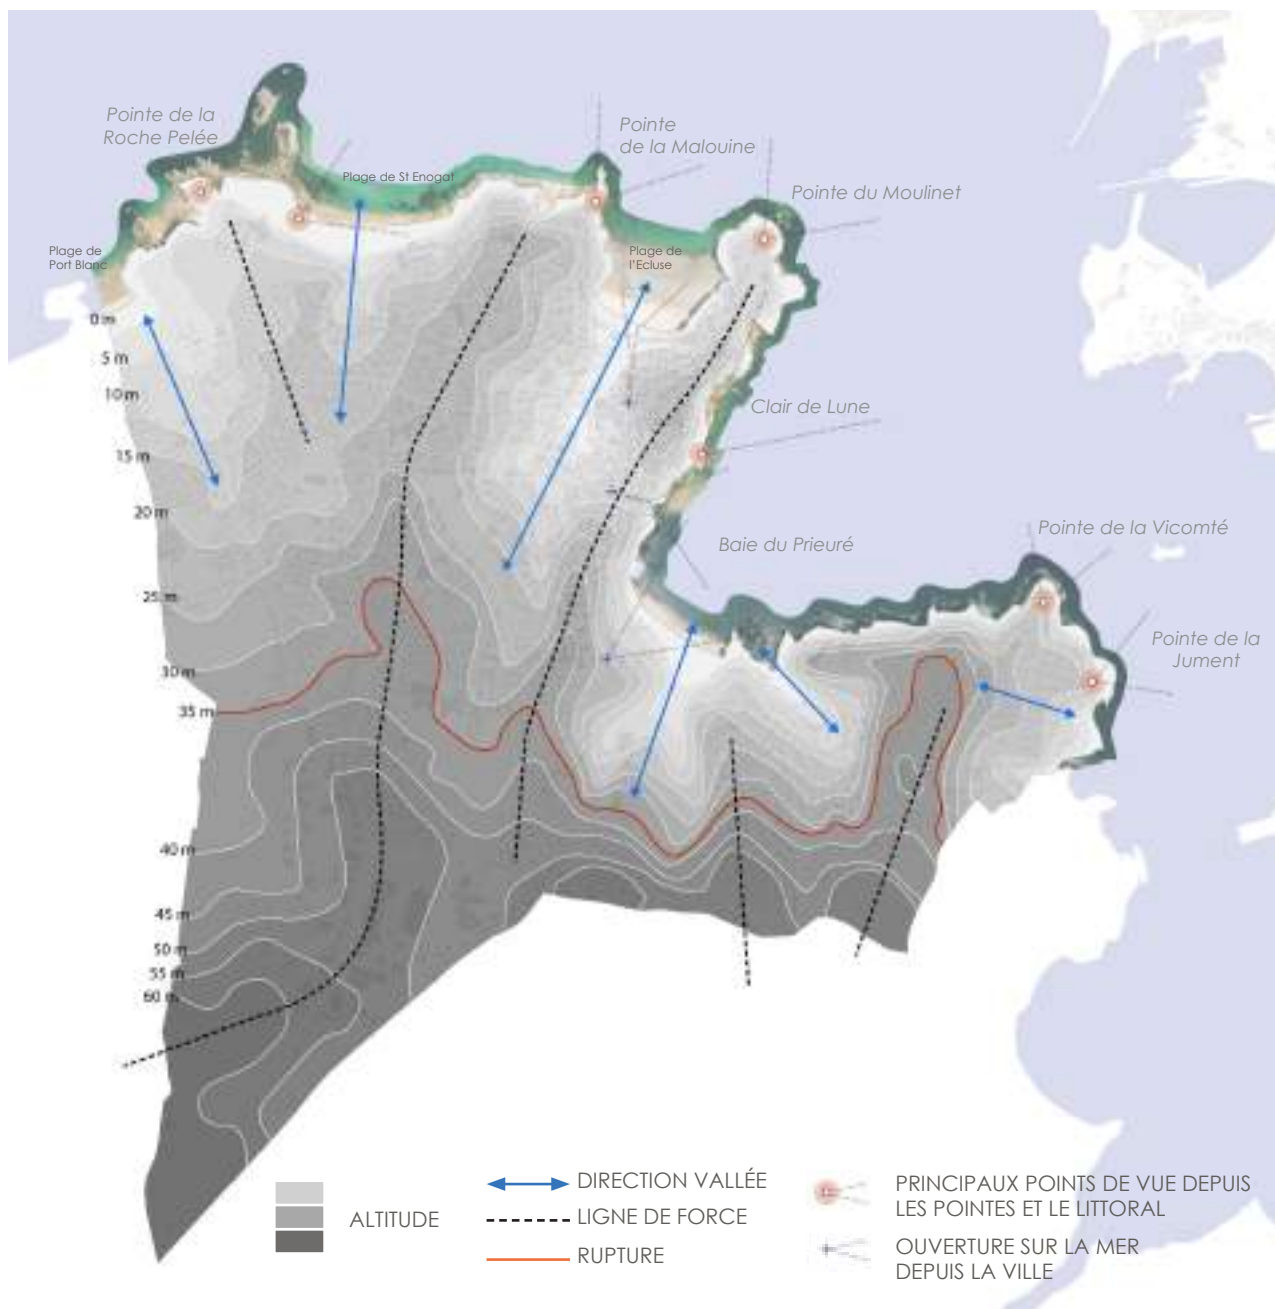 Pointe de la
Roche Pelée
Pointe
de la Malouine
Plage de St Enogat
Pointe du Moulinet
Plage de
Port Blanc
Plage de
l'Ecluse
0 m
5 m
10 m
Clair de Lune
15 m
20 m
Pointe de la Vicomté
Baie du Prieuré
25 m
Pointe de la
Jument
30 m
35 m
40 m
45 m
50 m
55 m
60 m
ALTITUDE
DIRECTION VALLÉE
LIGNE DE FORCE
RUPTURE
PRINCIPAUX POINTS DE VUE DEPUIS
LES POINTES ET LE LITTORAL
OUVERTURE SUR LA MER
DEPUIS LA VILLE